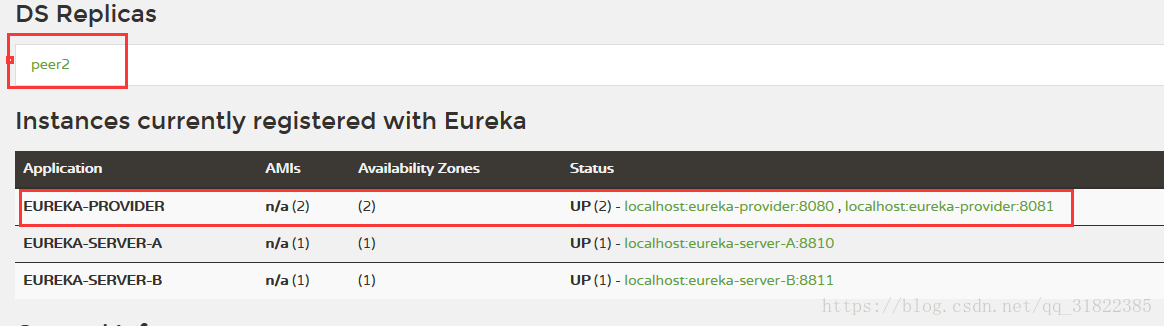 DS Replicas
peer2
Instances currently registered with Eureka
Application AMIs Availability Zones Status
EUREKA-PROVIDER n/a (2) (2) UP (2) - localhost:eureka-provider:8080 , localhost:eureka-provider:8081
EUREKA-SERVER-A n/a (1) (1) UP (1) - localhost:eureka-server-A:8810
EUREKA-SERVER-B n/a (1) (1) UP (1) - localhost:eureka-server-B:8811
https://blog.csdn.net/qq_31822385